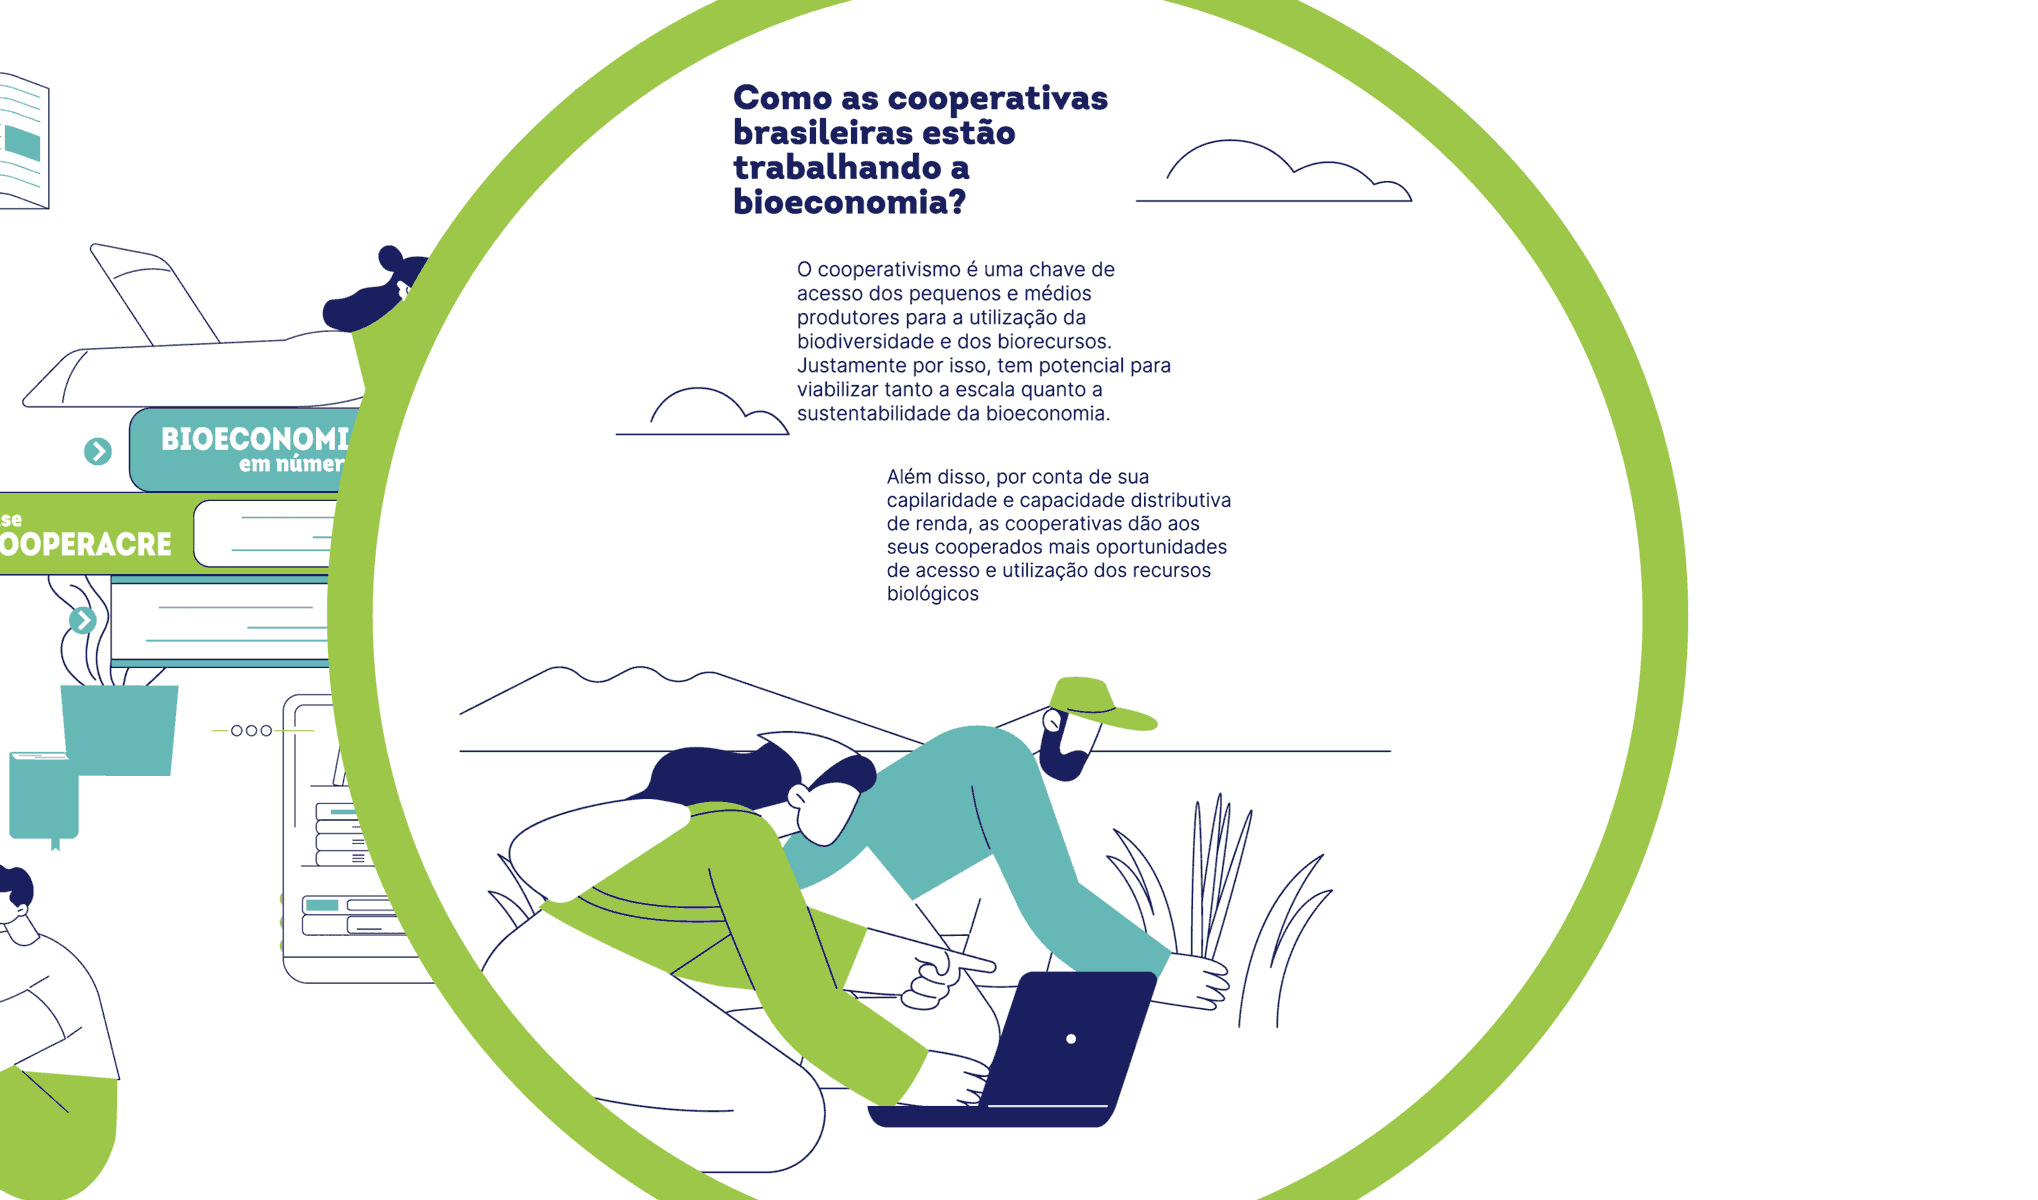 Como as cooperativas
brasileiras estão
trabalhando a
bioeconomia?
O cooperativismo é uma chave de
acesso dos pequenos e médios
produtores para a utilização da
biodiversidade e dos biorecursos.
Justamente por isso, tem potencial para
viabilizar tanto a escala quanto a
sustentabilidade da bioeconomia.
Além disso, por conta de sua
capilaridade e capacidade distributiva
de renda, as cooperativas dão aos
seus cooperados mais oportunidades
de acesso e utilização dos recursos
biológicos
BIOECONOMI
em númer
se
OOPERACRE